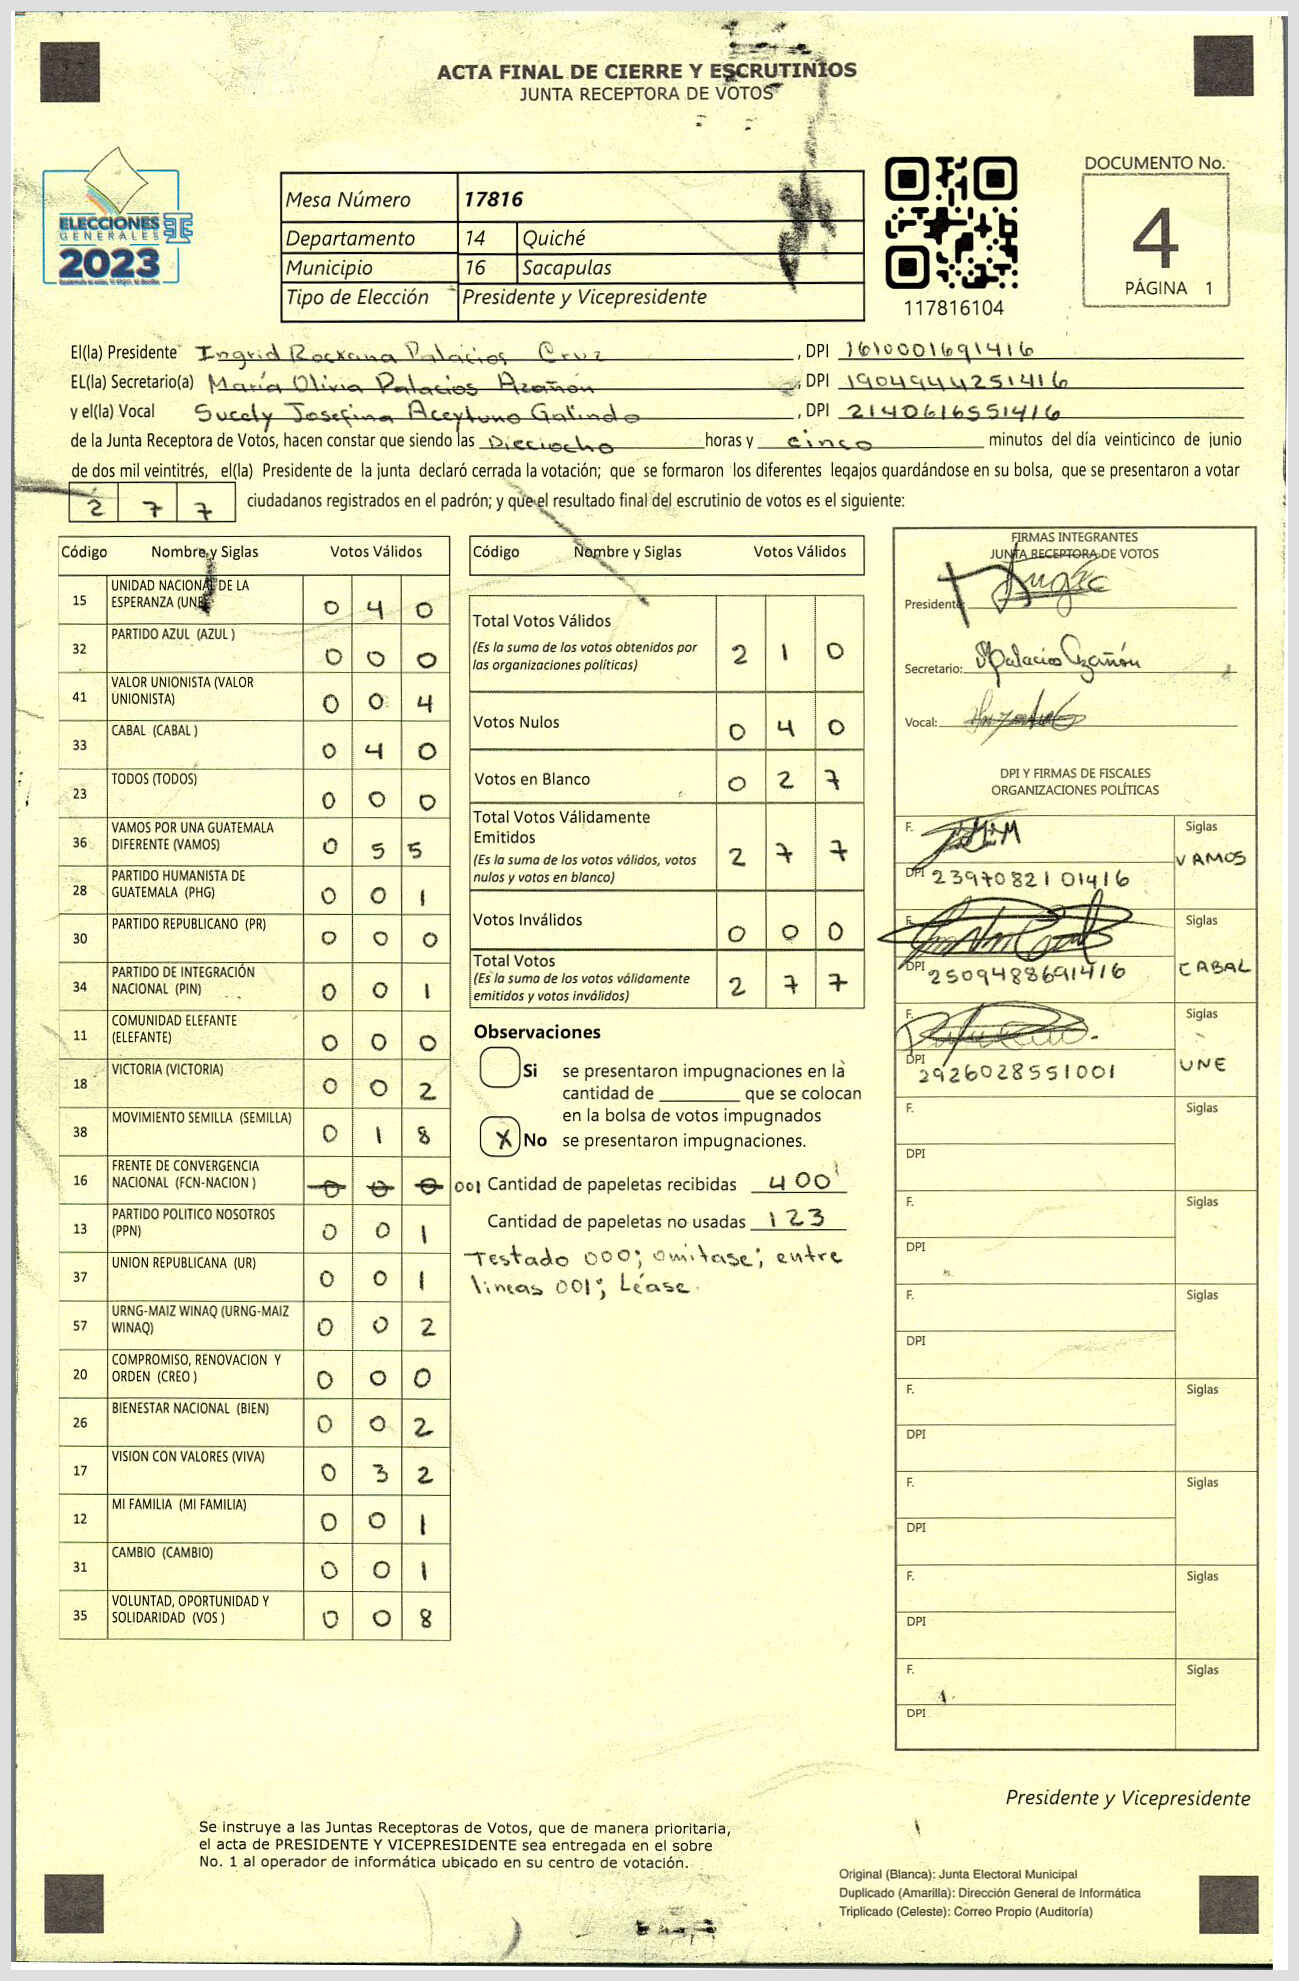 ACTA FINAL DE CIERRE Y ESCRUTINIOS
JUNTA RECEPTORA DE VOTOS
ELECCIONES
GENERALES
2023
Mesa Número 17816
Departamento 14 Quiché
Municipio 16 Sacapulas
Tipo de Elección Presidente y Vicepresidente
117816104
DOCUMENTO No.
4
PÁGINA 1
El(la) Presidente Ingrid Rocxana Palacios Cruz, DPI 1610001691416
EL(la) Secretario(a) María Olivia Palacios Azañón, DPI 1904944251416
y el(la) Vocal Sucely Josefina Aceytuno Galindo, DPI 2140616551416
de la Junta Receptora de Votos, hacen constar que siendo las Dieciocho horas y cinco minutos del día veinticinco de junio
de dos mil veintitrés, el(la) Presidente de la junta declaró cerrada la votación; que se formaron los diferentes legajos guardándose en su bolsa, que se presentaron a votar
2 7 7 ciudadanos registrados en el padrón; y que el resultado final del escrutinio de votos es el siguiente:
Código Nombre y Siglas Votos Válidos
15 UNIDAD NACIONAL DE LA
ESPERANZA (UNE 0 4 0
32 PARTIDO AZUL (AZUL ) 0 0 0
41 VALOR UNIONISTA (VALOR
UNIONISTA) 0 0 4
33 CABAL (CABAL ) 0 4 0
23 TODOS (TODOS) 0 0 0
36 VAMOS POR UNA GUATEMALA
DIFERENTE (VAMOS) 0 5 5
28 PARTIDO HUMANISTA DE
GUATEMALA (PHG) 0 0 1
30 PARTIDO REPUBLICANO (PR) 0 0 0
34 PARTIDO DE INTEGRACIÓN
NACIONAL (PIN) 0 0 1
11 COMUNIDAD ELEFANTE
(ELEFANTE) 0 0 0
18 VICTORIA (VICTORIA) 0 0 2
38 MOVIMIENTO SEMILLA (SEMILLA) 0 1 8
16 FRENTE DE CONVERGENCIA
NACIONAL (FCN-NACION ) 0 0 0 001
13 PARTIDO POLITICO NOSOTROS
(PPN) 0 0 1
37 UNION REPUBLICANA (UR) 0 0 1
57 URNG-MAIZ WINAQ (URNG-MAIZ
WINAQ) 0 0 2
20 COMPROMISO, RENOVACION Y
ORDEN (CREO ) 0 0 0
26 BIENESTAR NACIONAL (BIEN) 0 0 2
17 VISION CON VALORES (VIVA) 0 3 2
12 MI FAMILIA (MI FAMILIA) 0 0 1
31 CAMBIO (CAMBIO) 0 0 1
35 VOLUNTAD, OPORTUNIDAD Y
SOLIDARIDAD (VOS ) 0 0 8
Código Nombre y Siglas Votos Válidos
Total Votos Válidos
(Es la suma de los votos obtenidos por
las organizaciones políticas) 2 1 0
Votos Nulos 0 4 0
Votos en Blanco 0 2 7
Total Votos Válidamente
Emitidos
(Es la suma de los votos válidos, votos
nulos y votos en blanco) 2 7 7
Votos Inválidos 0 0 0
Total Votos
(Es la suma de los votos válidamente
emitidos y votos inválidos) 2 7 7
Observaciones
Si se presentaron impugnaciones en la
cantidad de ________ que se colocan
en la bolsa de votos impugnados
X No se presentaron impugnaciones.
Cantidad de papeletas recibidas 400
Cantidad de papeletas no usadas 123
Testado 000; omitase; entre
lineas 001; Léase.
FIRMAS INTEGRANTES
JUNTA RECEPTORA DE VOTOS
Presidente:
Secretario: Palacios Azañón
Vocal:
DPI Y FIRMAS DE FISCALES
ORGANIZACIONES POLÍTICAS
F. Siglas
VAMOS
DPI 2397082101416
F. Siglas
DPI 2509488691416 CABAL
F. Siglas
DPI 2926028551001 UNE
F. Siglas
DPI
F. Siglas
DPI
F. Siglas
DPI
F. Siglas
DPI
F. Siglas
DPI
F. Siglas
DPI
F. Siglas
DPI
Presidente y Vicepresidente
Se instruye a las Juntas Receptoras de Votos, que de manera prioritaria,
el acta de PRESIDENTE Y VICEPRESIDENTE sea entregada en el sobre
No. 1 al operador de informática ubicado en su centro de votación.
Original (Blanca): Junta Electoral Municipal
Duplicado (Amarilla): Dirección General de Informática
Triplicado (Celeste): Correo Propio (Auditoría)